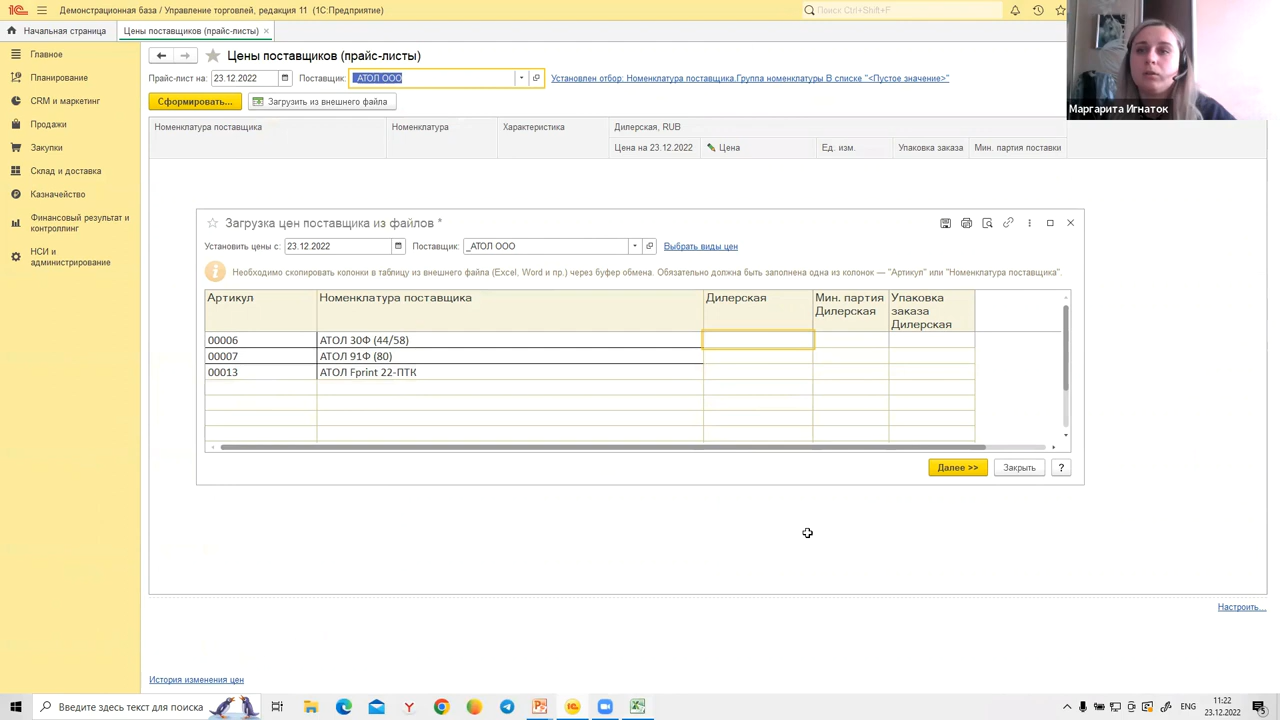 Демонстрационная база / Управление торговлей, редакция 11 (1С:Предприятие)
Поиск Ctrl+Shift+F
Начальная страница
Цены поставщиков (прайс-листы)
Главное
Планирование
CRM и маркетинг
Продажи
Закупки
Склад и доставка
Казначейство
Финансовый результат и
контроллинг
НСИ и
администрирование
Цены поставщиков (прайс-листы)
Прайс-лист на: 23.12.2022 Поставщик: _АТОЛ ООО Установлен отбор: Номенклатура поставщика.Группа номенклатуры В списке "<Пустое значение>"
Сформировать... Загрузить из внешнего файла
Номенклатура поставщика Номенклатура Характеристика Дилерская, RUB
Цена на 23.12.2022 Цена Ед. изм. Упаковка заказа Мин. партия поставки
Маргарита Игнаток
Загрузка цен поставщика из файлов *
Установить цены с: 23.12.2022 Поставщик: _АТОЛ ООО Выбрать виды цен
Необходимо скопировать колонки в таблицу из внешнего файла (Excel, Word и пр.) через буфер обмена. Обязательно должна быть заполнена одна из колонок — "Артикул" или "Номенклатура поставщика".
Артикул Номенклатура поставщика Дилерская Мин. партия Дилерская Упаковка заказа Дилерская
00006 АТОЛ 30Ф (44/58)
00007 АТОЛ 91Ф (80)
00013 АТОЛ Fprint 22-ПТК
Далее >> Закрыть ?
Настроить...
История изменения цен
Введите здесь текст для поиска
ENG
11:22
23.12.2022